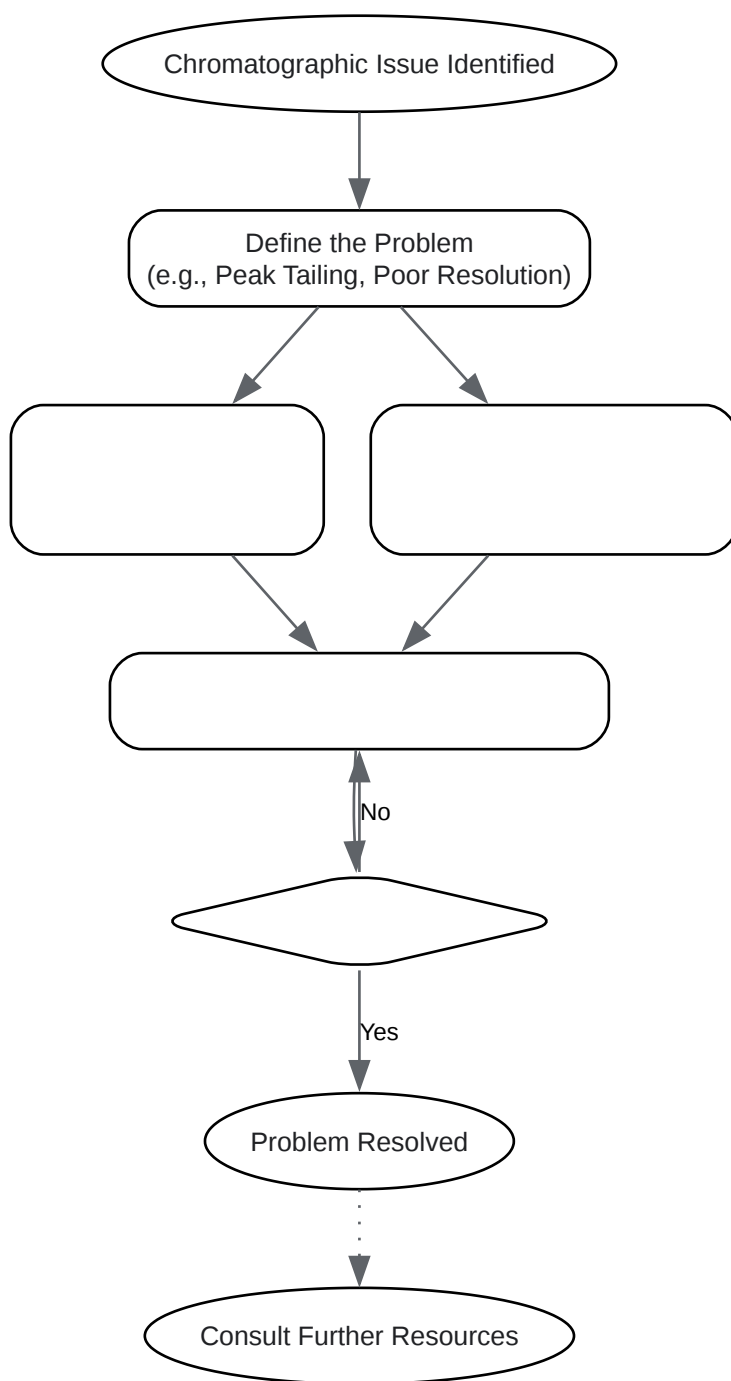 Chromatographic Issue Identified
Define the Problem
(e.g., Peak Tailing, Poor Resolution)
No
Yes
Problem Resolved
Consult Further Resources